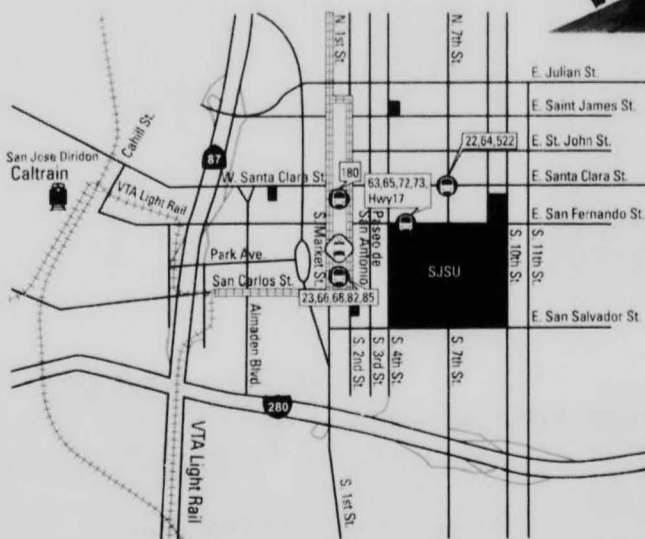 N. 1st St.
N. 7th St.
E. Julian St.
E. Saint James St.
E. St. John St.
22,64,522
Cahill St.
San Jose Diridon
Caltrain
87
VTA Light Rail
W. Santa Clara St.
180
63,65,72,73,
Hwy17
E. Santa Clara St.
E. San Fernando St.
S. Market St.
Paseo de
San Antonio
Park Ave.
San Carlos St.
SJSU
S. 10th St.
S. 11th St.
23,66,68,82,85
E. San Salvador St.
Almaden Blvd.
S. 2nd St.
S. 3rd St.
S. 4th St.
S. 7th St.
280
VTA Light Rail
S. 1st St.